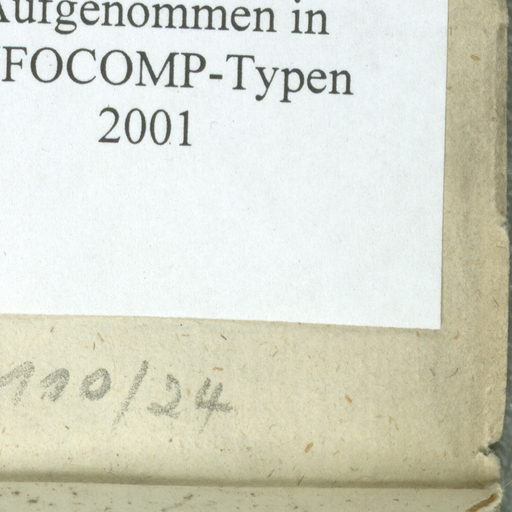 Aufgenommen in
FOCOMP-Typen
2001
110/24